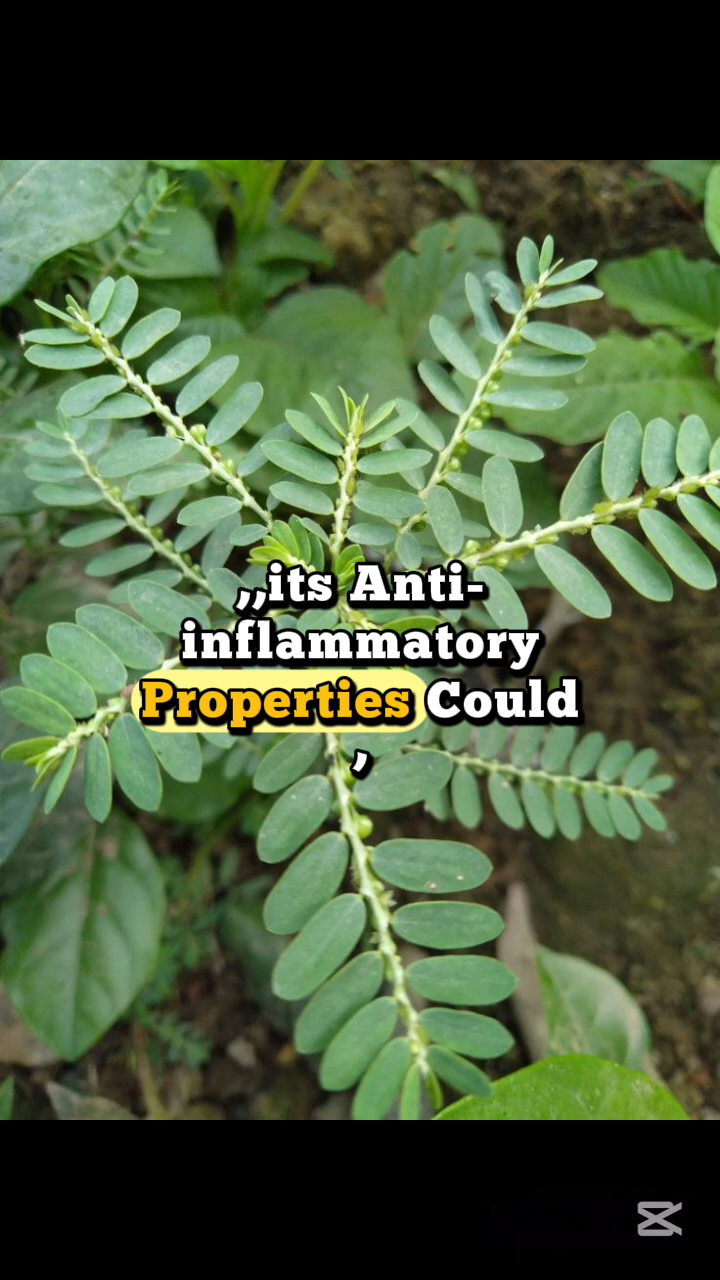 ,,its Anti-
inflammatory
Properties Could
,